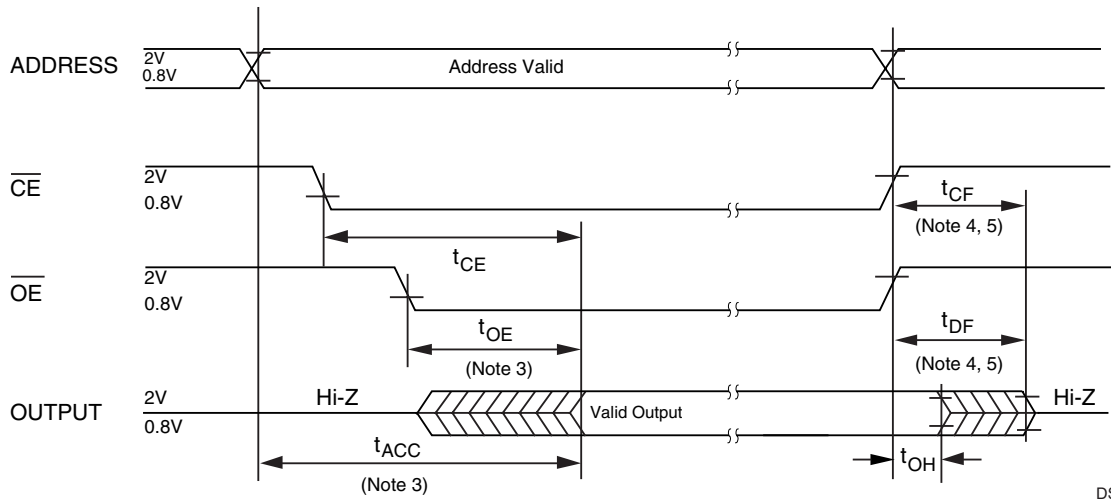 ADDRESS
2V
0.8V
Address Valid
CE
2V
0.8V
tCF
(Note 4, 5)
tCE
OE
2V
0.8V
tOE
(Note 3)
tDF
(Note 4, 5)
OUTPUT
2V
0.8V
Hi-Z
Valid Output
Hi-Z
tACC
(Note 3)
tOH
DS